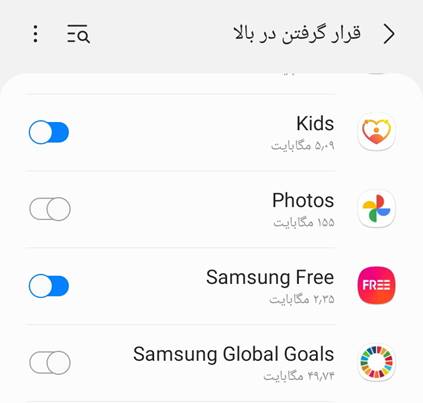 قرار گرفتن در بالا
Kids
۵٫۰۹ مگابایت
Photos
۱۵۵ مگابایت
Samsung Free
FREE
۲٫۳۵ مگابایت
Samsung Global Goals
۴۹٫۷۴ مگابایت